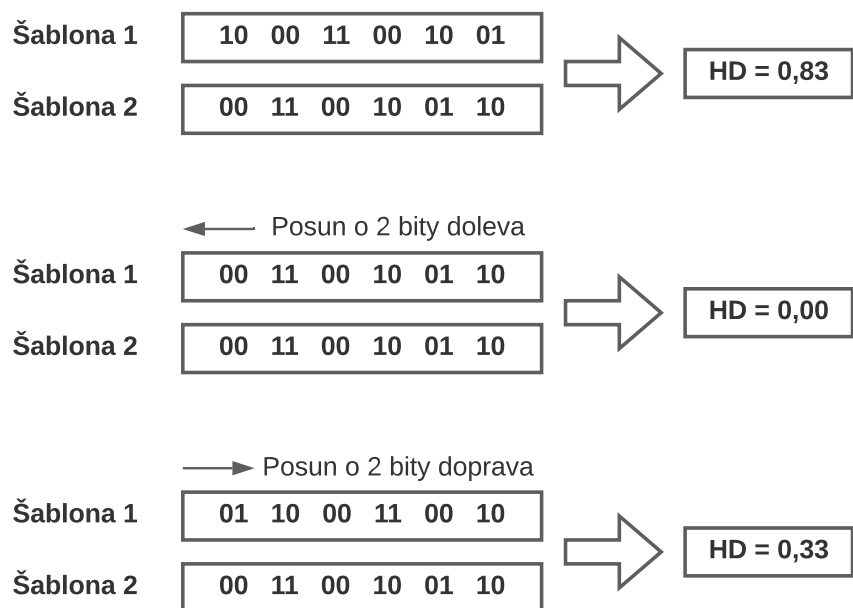 Šablona 1 10 00 11 00 10 01
HD = 0,83
Šablona 2 00 11 00 10 01 10
Posun o 2 bity doleva
Šablona 1 00 11 00 10 01 10
HD = 0,00
Šablona 2 00 11 00 10 01 10
Posun o 2 bity doprava
Šablona 1 01 10 00 11 00 10
HD = 0,33
Šablona 2 00 11 00 10 01 10